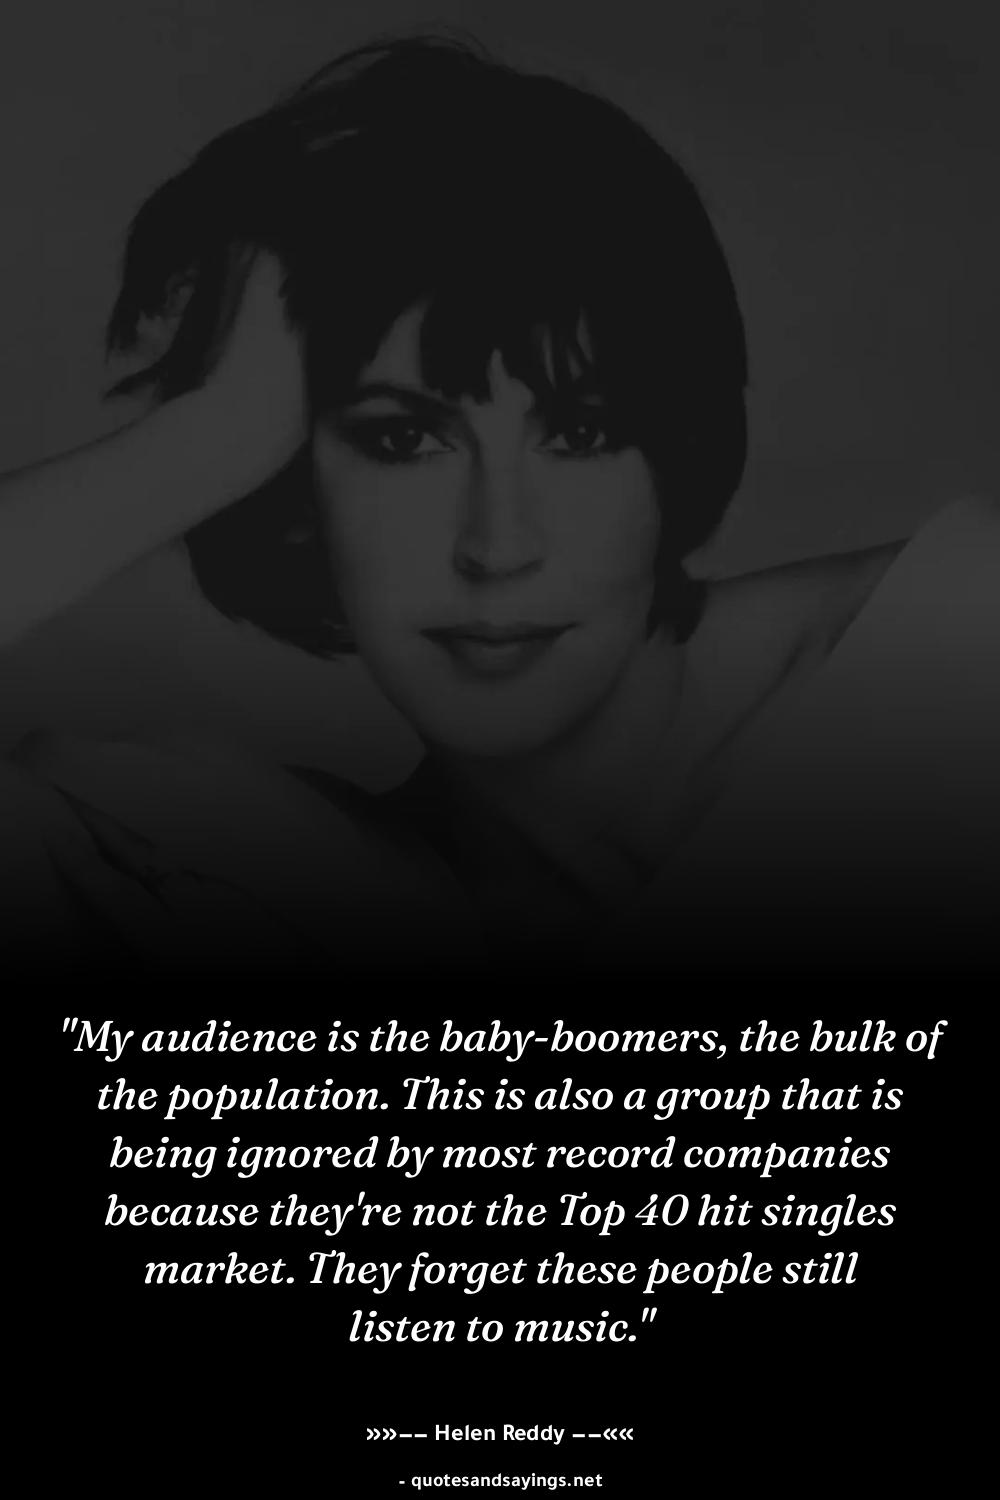 "My audience is the baby-boomers, the bulk of
the population. This is also a group that is
being ignored by most record companies
because they're not the Top 40 hit singles
market. They forget these people still
listen to music."
»»–– Helen Reddy ––««
- quotesandsayings.net